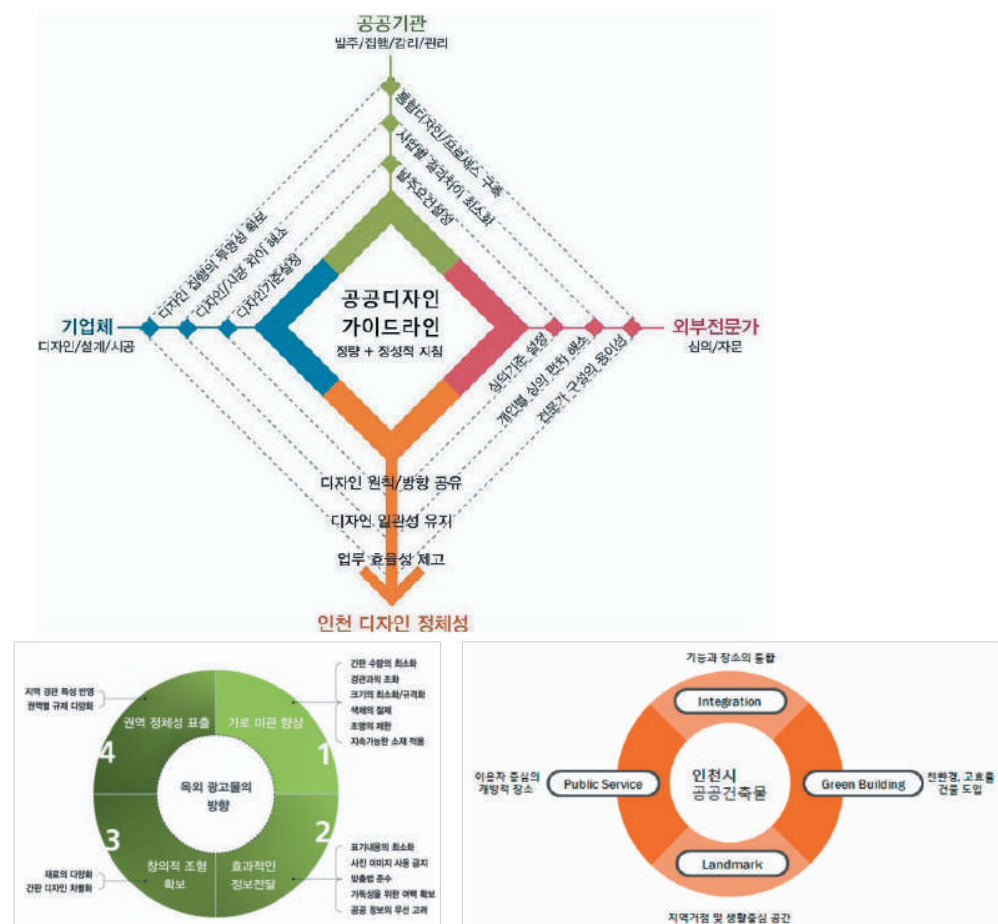 공공기관
발주/집행/감리/관리
통합디자인/프로세스 구축
사업별 결과차이 최소화
발주요건설정
디자인 집행의 투명성 확보
디자인/시공 차이 해소
디자인기준설정
공공디자인
가이드라인
정량 + 정성적 지침
기업체
디자인/설계/시공
외부전문가
심의/자문
심의기준 설정
개인별 심의 편차 해소
전문가 구성의 용이성
디자인 원칙/방향 공유
디자인 일관성 유지
업무 효율성 제고
인천 디자인 정체성
지역 경관 특성 반영
권역별 규제 다양화
권역 정체성 표출
4
가로 미관 향상
1
간판 수량의 최소화
경관과의 조화
크기의 최소화/규격화
색채의 절제
조명의 제한
지속가능한 소재 적용
옥외 광고물의
방향
3
창의적 조형
확보
재료의 다양화
간판 디자인 차별화
2
효과적인
정보전달
표기내용의 최소화
사진 이미지 사용 금지
맞춤법 준수
가독성을 위한 여백 확보
공공 정보의 우선 고려
기능과 장소의 통합
Integration
이용자 중심의
개방적 장소
Public Service
인천시
공공건축물
Green Building
친환경, 고효율
건물 도입
Landmark
지역거점 및 생활중심 공간